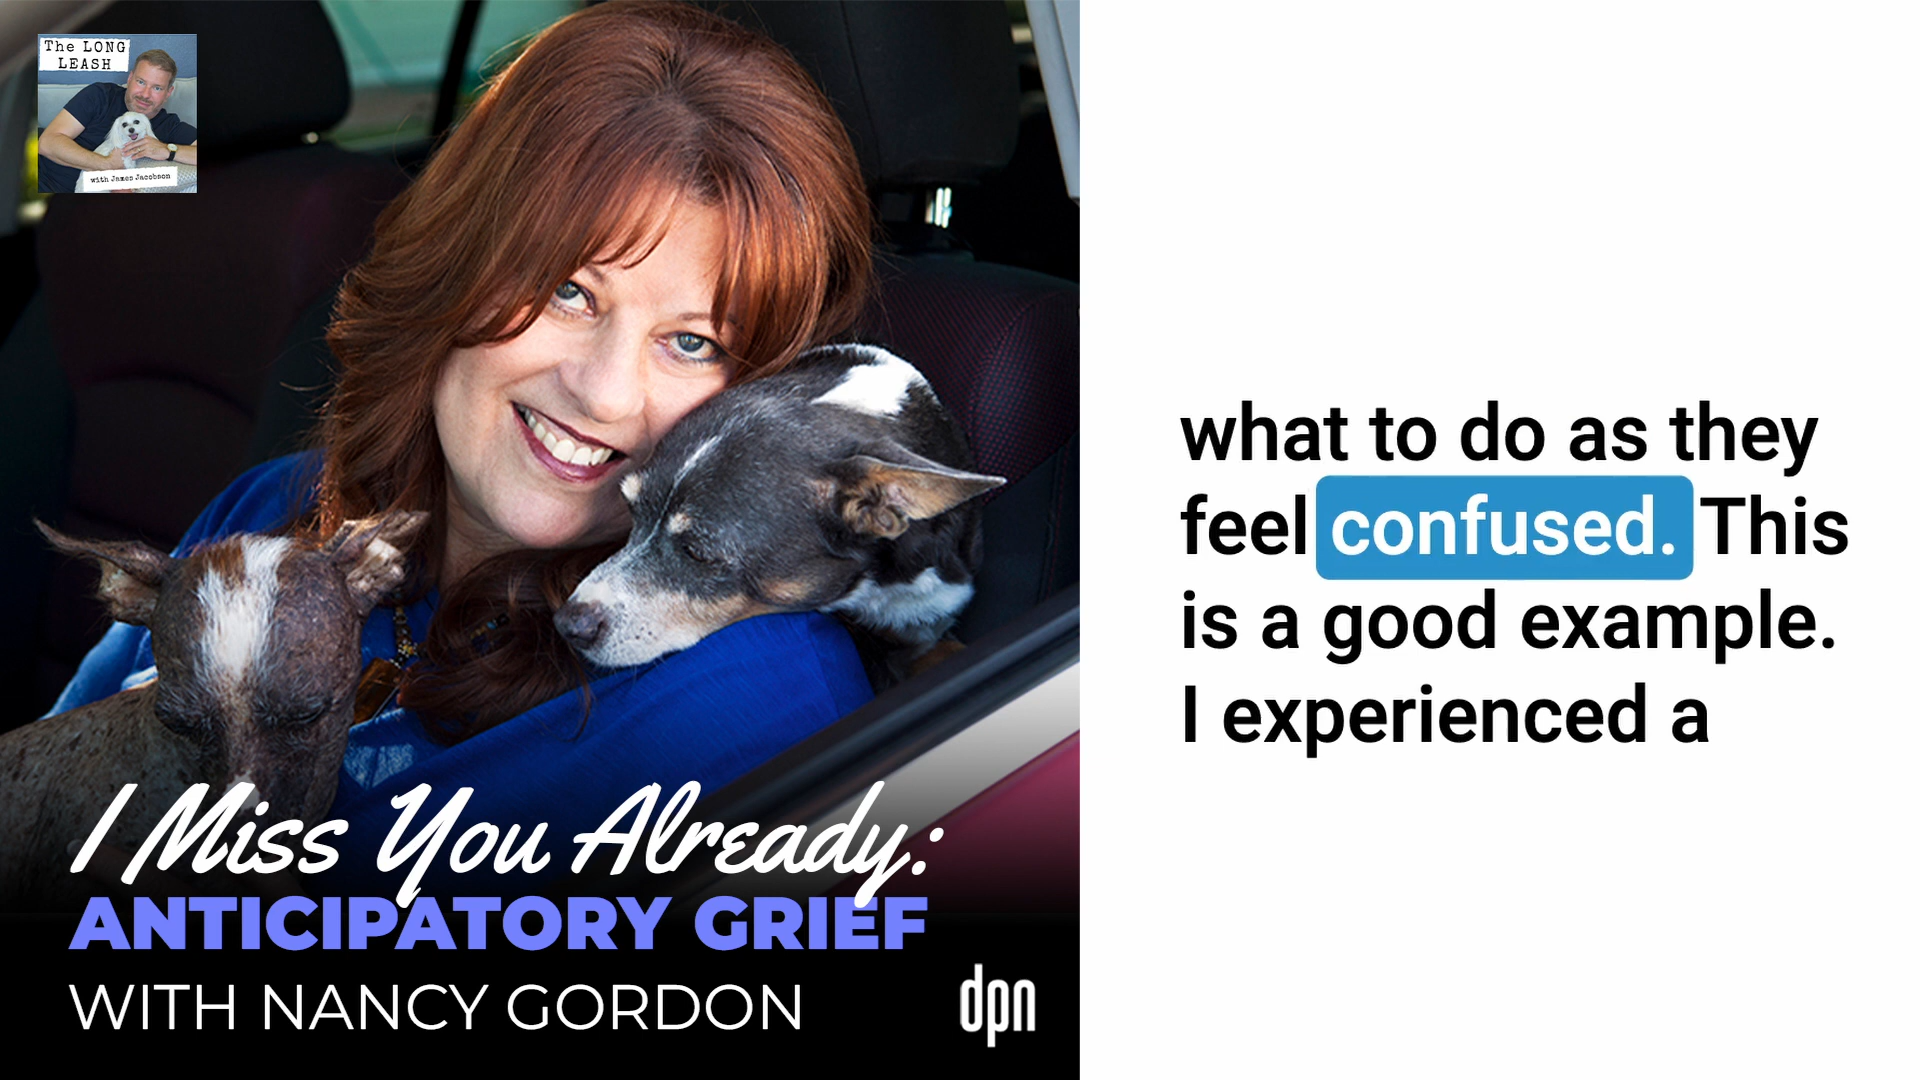 The LONG
LEASH
with James Jacobson
I Miss You Already:
ANTICIPATORY GRIEF
WITH NANCY GORDON
dpn
what to do as they
feel confused. This
is a good example.
I experienced a